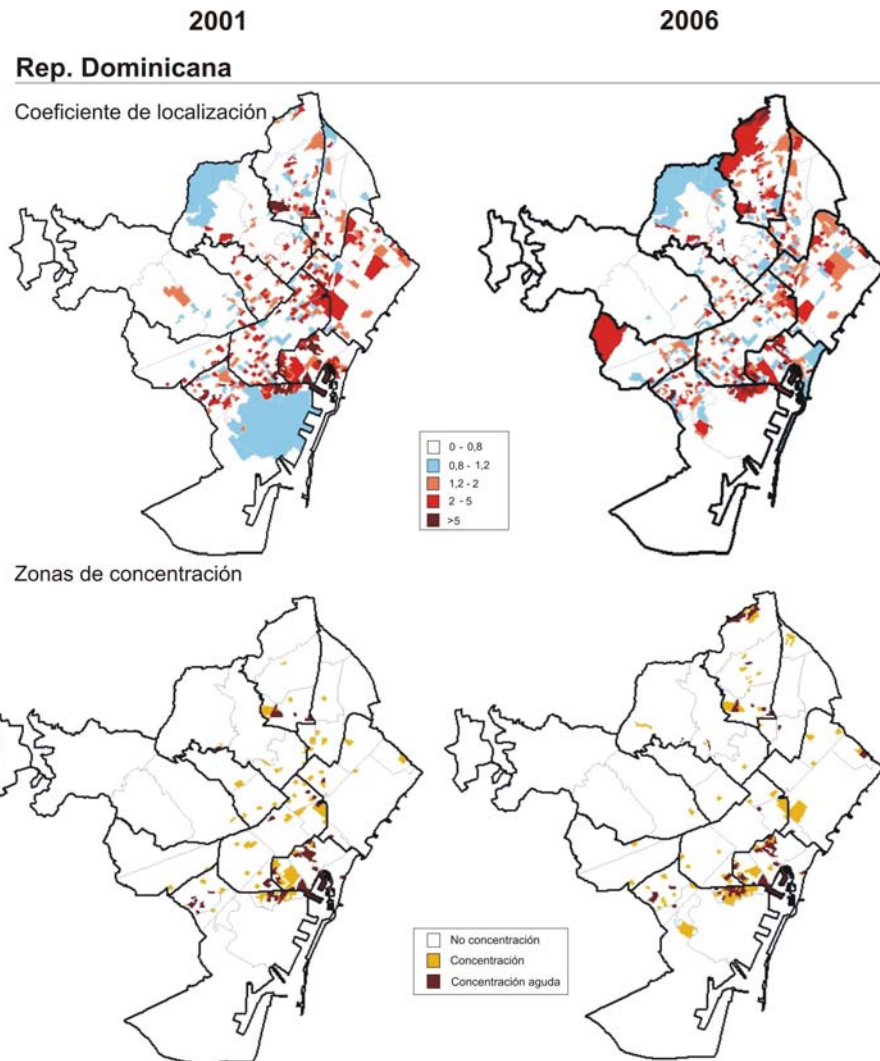 2001
2006
Rep. Dominicana
Coeficiente de localización
0 - 0,8
0,8 - 1,2
1,2 - 2
2 - 5
>5
Zonas de concentración
No concentración
Concentración
Concentración aguda